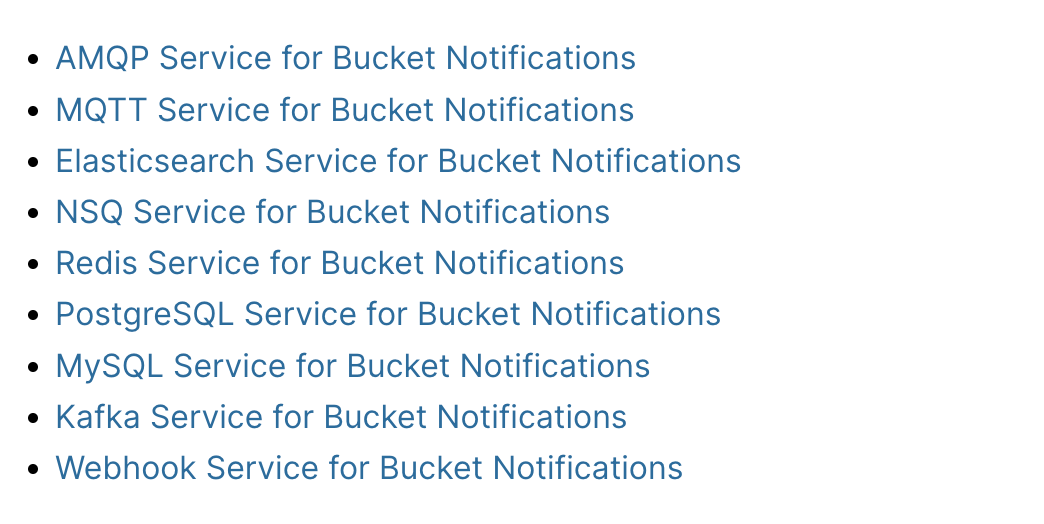 AMQP Service for Bucket Notifications
MQTT Service for Bucket Notifications
Elasticsearch Service for Bucket Notifications
NSQ Service for Bucket Notifications
Redis Service for Bucket Notifications
PostgreSQL Service for Bucket Notifications
MySQL Service for Bucket Notifications
Kafka Service for Bucket Notifications
Webhook Service for Bucket Notifications